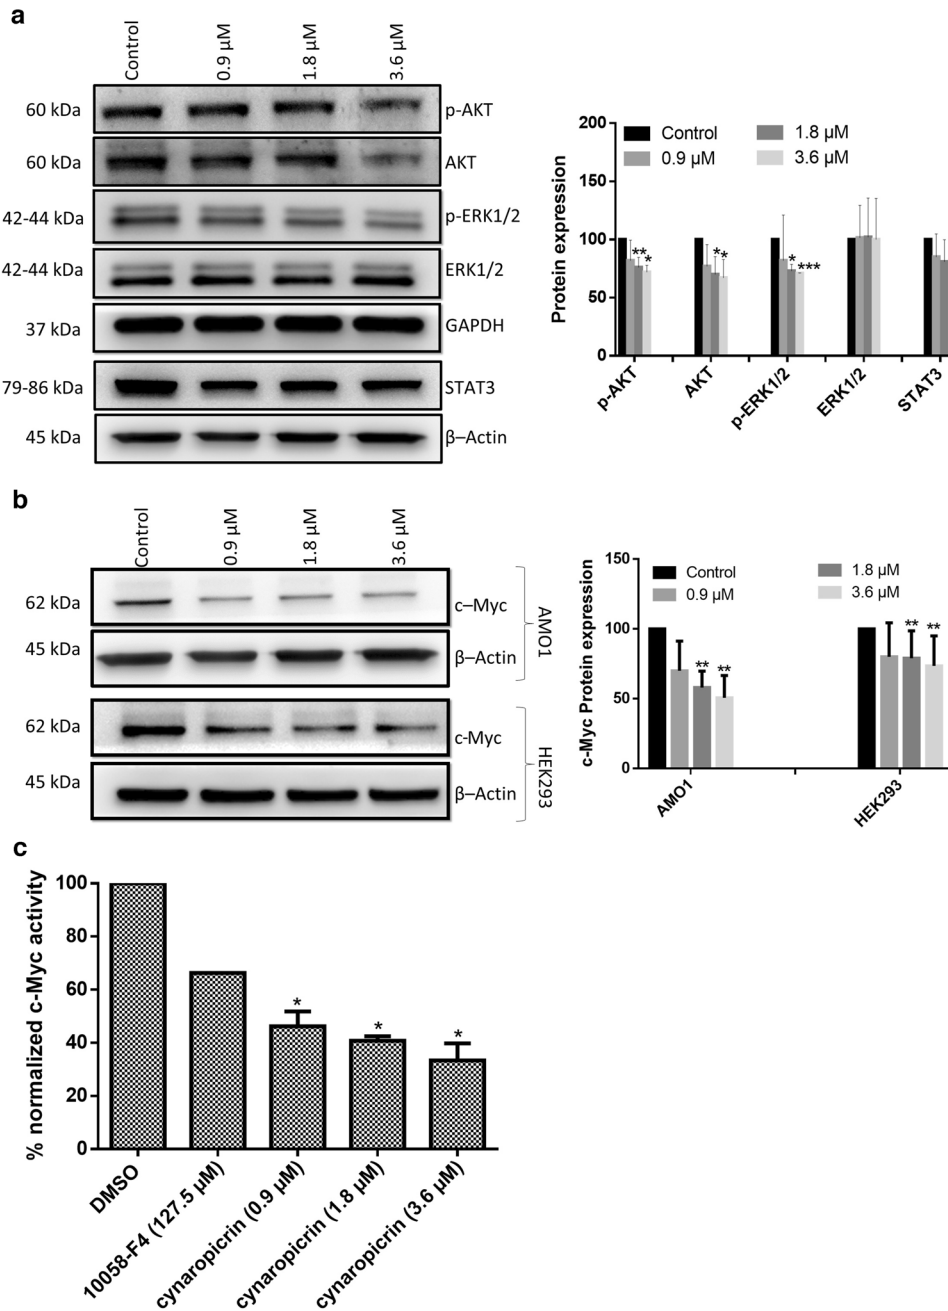 a
Control
0.9 µM
1.8 µM
3.6 µM
60 kDa
p-AKT
60 kDa
AKT
42-44 kDa
p-ERK1/2
42-44 kDa
ERK1/2
37 kDa
GAPDH
79-86 kDa
STAT3
45 kDa
β–Actin
Protein expression
200
150
100
50
0
Control
0.9 µM
1.8 µM
3.6 µM
**
*
**
*
***
p-AKT
AKT
p-ERK1/2
ERK1/2
STAT3
b
Control
0.9 µM
1.8 µM
3.6 µM
62 kDa
c–Myc
45 kDa
β–Actin
AMO1
62 kDa
c-Myc
45 kDa
β–Actin
HEK293
c-Myc Protein expression
150
100
50
0
Control
0.9 µM
1.8 µM
3.6 µM
**
**
**
**
AMO1
HEK293
c
% normalized c-Myc activity
100
80
60
40
20
0
*
*
*
DMSO
10058-F4 (127.5 µM)
cynaropicrin (0.9 µM)
cynaropicrin (1.8 µM)
cynaropicrin (3.6 µM)